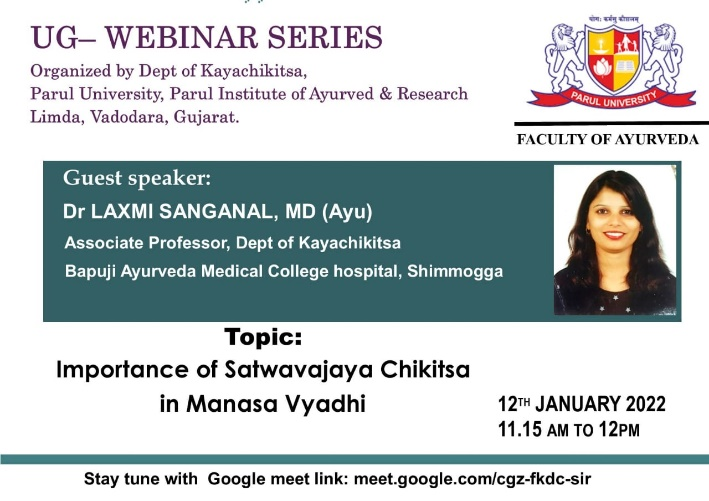 UG– WEBINAR SERIES
Organized by Dept of Kayachikitsa,
Parul University, Parul Institute of Ayurved & Research
Limda, Vadodara, Gujarat.
योगः कर्मसु कौशलम्
PARUL UNIVERSITY
FACULTY OF AYURVEDA
Guest speaker:
Dr LAXMI SANGANAL, MD (Ayu)
Associate Professor, Dept of Kayachikitsa
Bapuji Ayurveda Medical College hospital, Shimmogga
Topic:
Importance of Satwavajaya Chikitsa
in Manasa Vyadhi
12TH JANUARY 2022
11.15 AM TO 12PM
Stay tune with Google meet link: meet.google.com/cgz-fkdc-sir